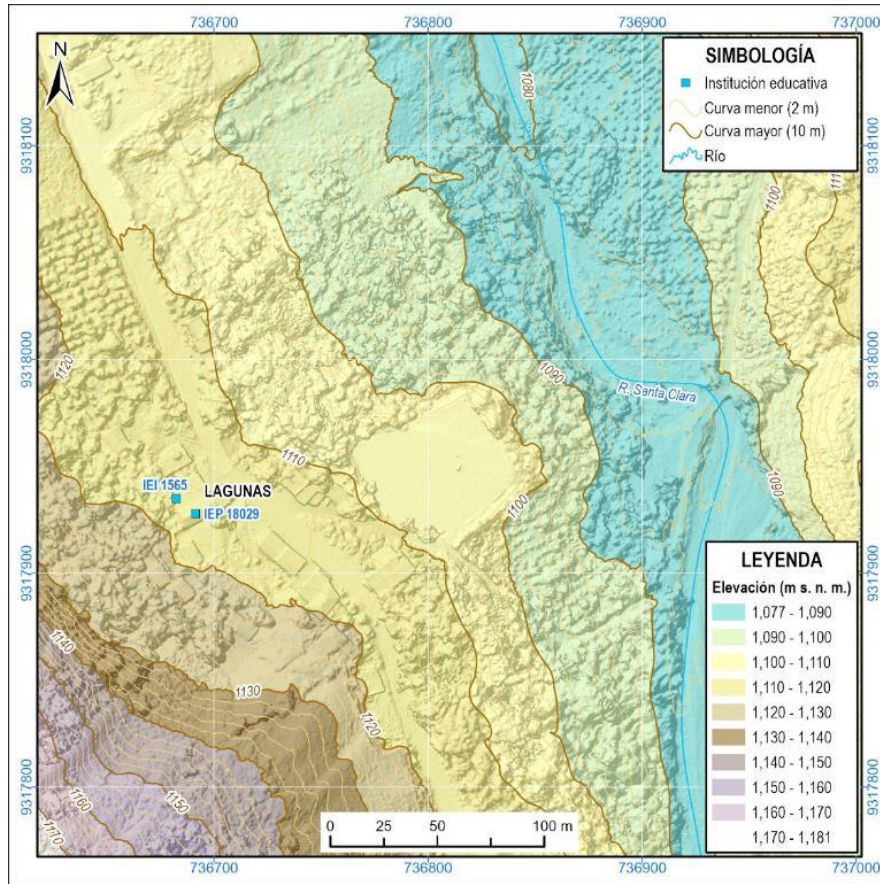 736700
736800
736900
737000
N
SIMBOLOGÍA
Institución educativa
Curva menor (2 m)
Curva mayor (10 m)
Río
9318100
9318100
1080
1100
1120
9318000
9318000
1090
R. Santa Clara
1110
IEI 1565
LAGUNAS
IEP 18029
1100
1090
9317900
9317900
LEYENDA
Elevación (m s. n. m.)
1,077 - 1,090
1,090 - 1,100
1,100 - 1,110
1,110 - 1,120
1,120 - 1,130
1,130 - 1,140
1,140 - 1,150
1,150 - 1,160
1,160 - 1,170
1,170 - 1,181
1140
1130
1120
1150
1160
1170
9317800
9317800
0 25 50 100 m
736700
736800
736900
737000